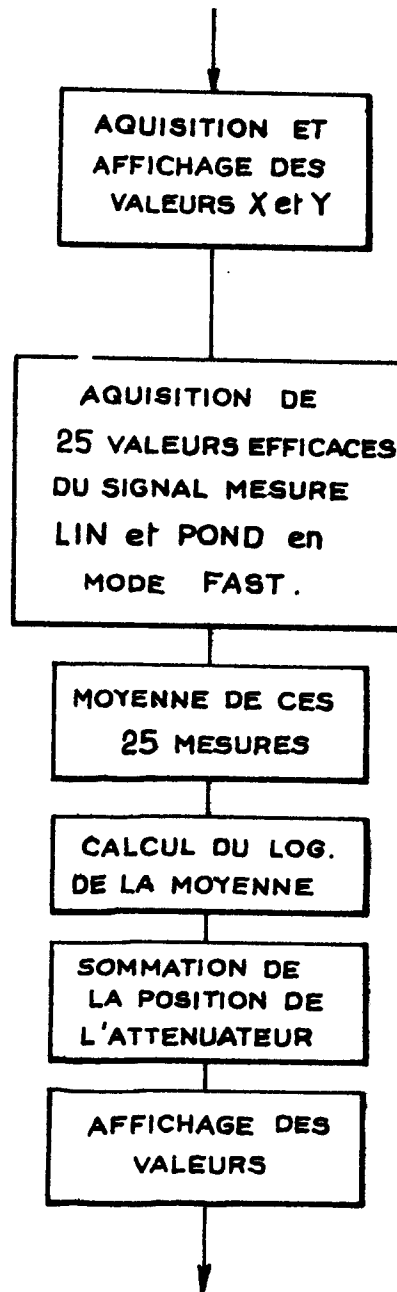 AQUISITION ET
AFFICHAGE DES
VALEURS X et Y
AQUISITION DE
25 VALEURS EFFICACES
DU SIGNAL MESURE
LIN et POND en
MODE FAST.
MOYENNE DE CES
25 MESURES
CALCUL DU LOG.
DE LA MOYENNE
SOMMATION DE
LA POSITION DE
L'ATTENUATEUR
AFFICHAGE DES
VALEURS